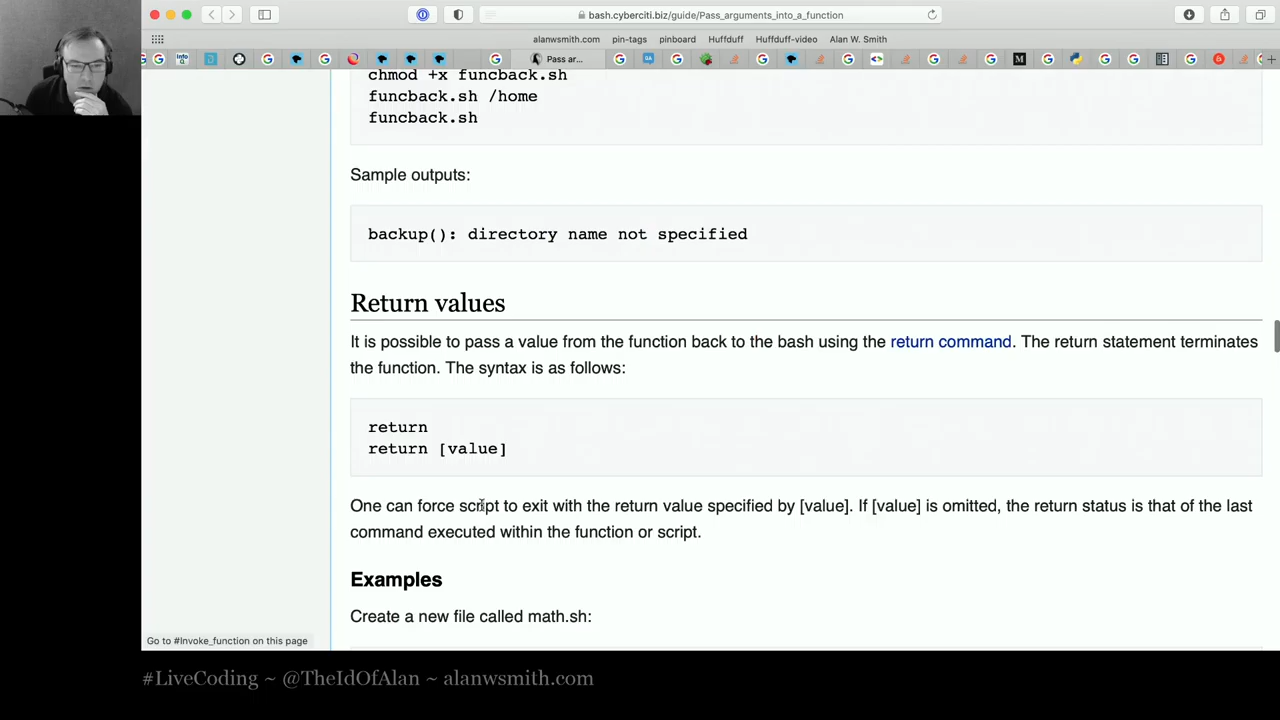 bash.cyberciti.biz/guide/Pass_arguments_into_a_function
alanwsmith.com pin-tags pinboard Huffduff Huffduff-video Alan W. Smith
Pass ar...
chmod +x funcback.sh
funcback.sh /home
funcback.sh
Sample outputs:
backup(): directory name not specified
Return values
It is possible to pass a value from the function back to the bash using the return command. The return statement terminates
the function. The syntax is as follows:
return
return [value]
One can force script to exit with the return value specified by [value]. If [value] is omitted, the return status is that of the last
command executed within the function or script.
Examples
Create a new file called math.sh:
Go to #Invoke_function on this page
#LiveCoding ~ @TheIdOfAlan ~ alanwsmith.com